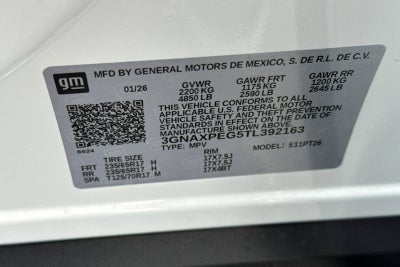 gm
MFD BY GENERAL MOTORS DE MEXICO, S. DE R.L. DE C.V.
01/26 GVWR GAWR FRT GAWR RR
2200 KG 1175 KG 1200 KG
4850 LB 2590 LB 2645 LB
THIS VEHICLE CONFORMS TO ALL
APPLICABLE U.S. FEDERAL MOTOR
VEHICLE SAFETY AND THEFT PREVENTION
STANDARDS IN EFFECT ON THE DATE OF
MANUFACTURE SHOWN ABOVE.
3GNAXPEG5TL392163
TYPE: MPV MODEL: 531PT26
8824
TIRE SIZE RIM
FRT 235/65R17 H 17X7.5J
RR 235/65R17 H 17X7.5J
SPA T125/70R17 M 17X4BT